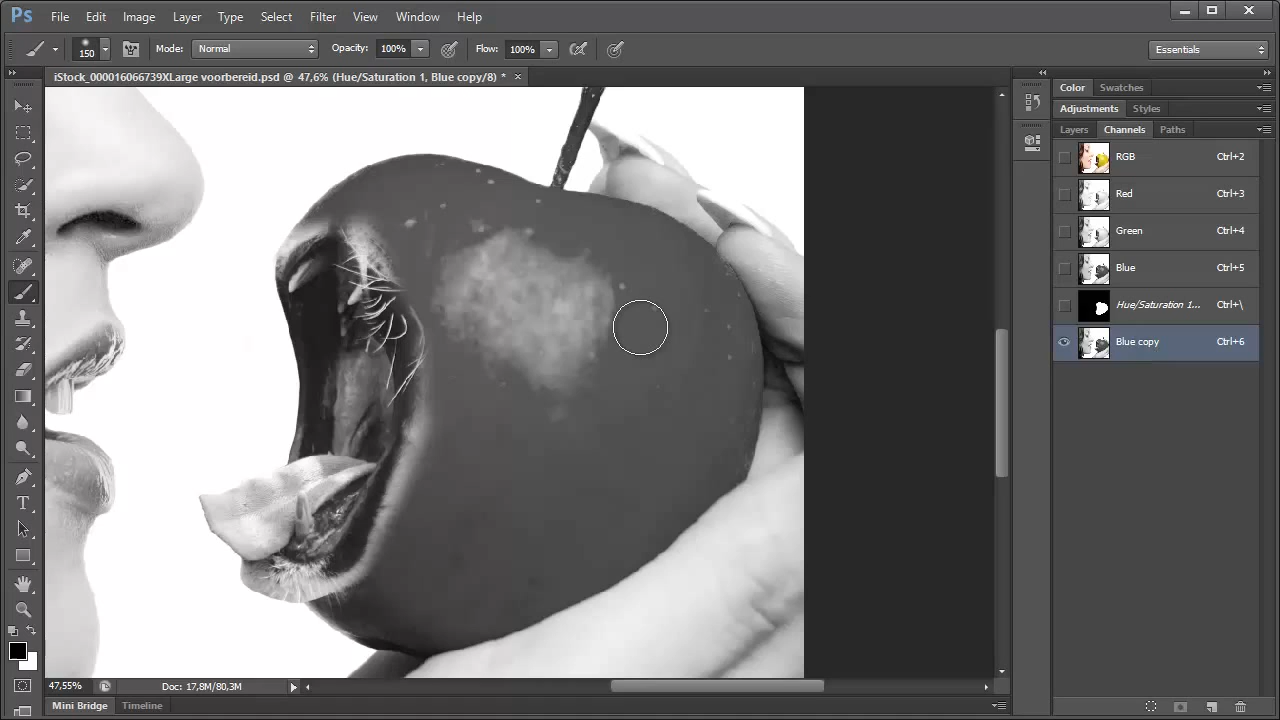 Ps File Edit Image Layer Type Select Filter View Window Help
150 Mode: Normal Opacity: 100% Flow: 100% Essentials
iStock_000016066739XLarge voorbereid.psd @ 47,6% (Hue/Saturation 1, Blue copy/8) * ×
Color Swatches
Adjustments Styles
Layers Channels Paths
RGB Ctrl+2
Red Ctrl+3
Green Ctrl+4
Blue Ctrl+5
Hue/Saturation 1... Ctrl+\
Blue copy Ctrl+6
T
47,55% Doc: 17,8M/80,3M
Mini Bridge Timeline